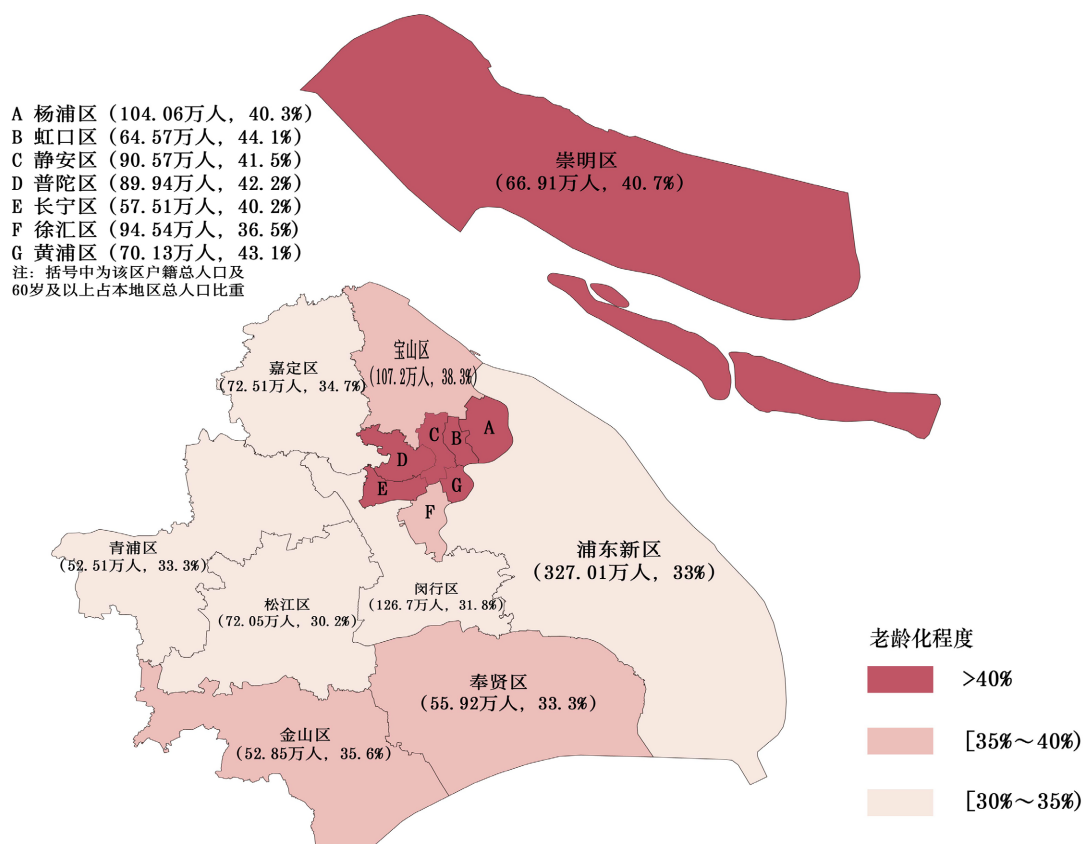 A 杨浦区（104.06万人，40.3%）
B 虹口区（64.57万人，44.1%）
C 静安区（90.57万人，41.5%）
D 普陀区（89.94万人，42.2%）
E 长宁区（57.51万人，40.2%）
F 徐汇区（94.54万人，36.5%）
G 黄浦区（70.13万人，43.1%）
注：括号中为该区户籍总人口及
60岁及以上占本地区总人口比重
崇明区
（66.91万人，40.7%）
宝山区
（107.2万人，38.3%）
嘉定区
（72.51万人，34.7%）
A
B
C
D
E
G
F
青浦区
（52.51万人，33.3%）
浦东新区
（327.01万人，33%）
闵行区
（126.7万人，31.8%）
松江区
（72.05万人，30.2%）
奉贤区
（55.92万人，33.3%）
金山区
（52.85万人，35.6%）
老龄化程度
>40%
[35%～40%)
[30%～35%)